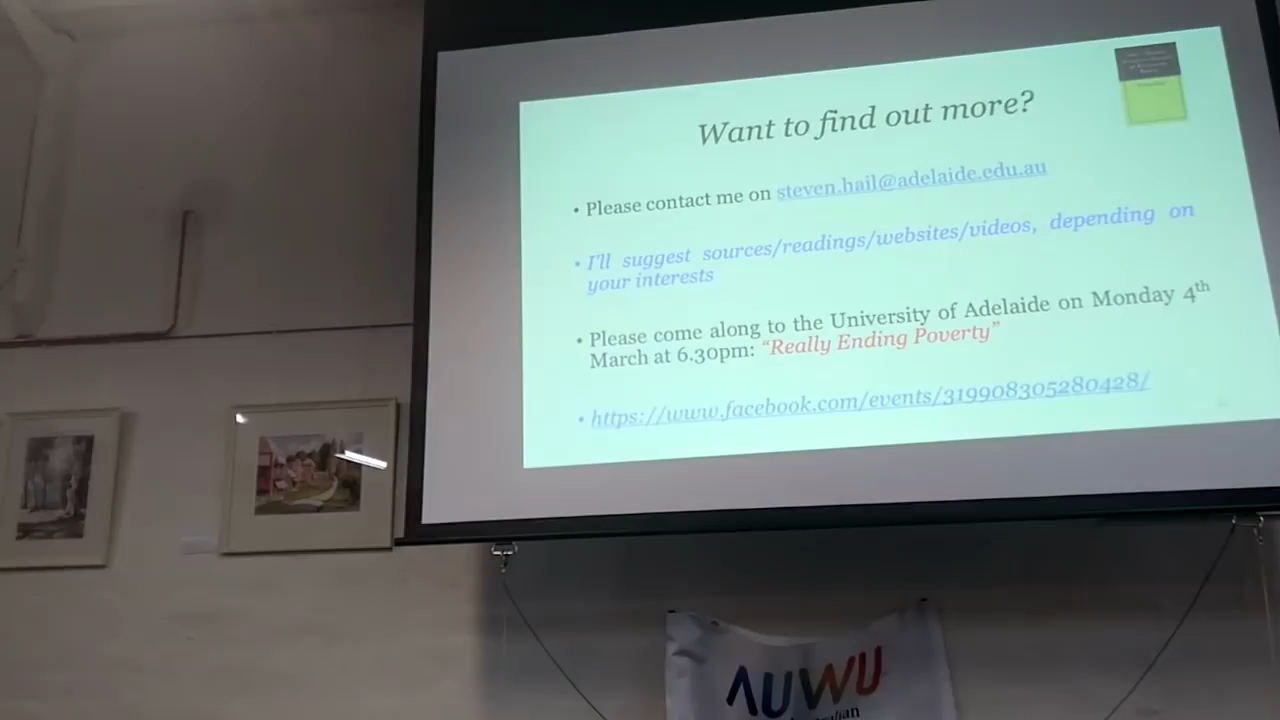 Want to find out more?
• Please contact me on steven.hail@adelaide.edu.au
• I'll suggest sources/readings/websites/videos, depending on
your interests
• Please come along to the University of Adelaide on Monday 4th
March at 6.30pm: “Really Ending Poverty”
• https://www.facebook.com/events/319908305280428/
AUWU